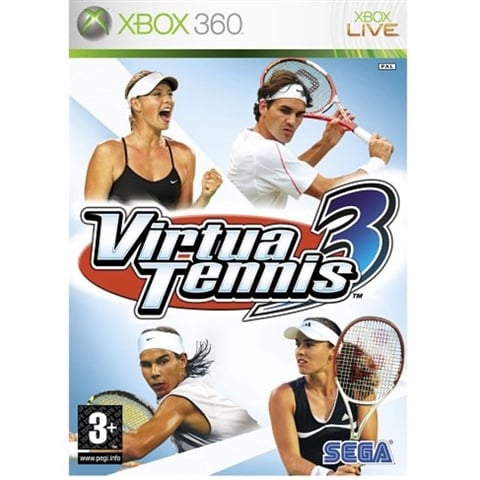 XBOX 360
XBOX
LIVE
PAL
Virtua
Tennis 3
TM
3+
www.pegi.info
SEGA